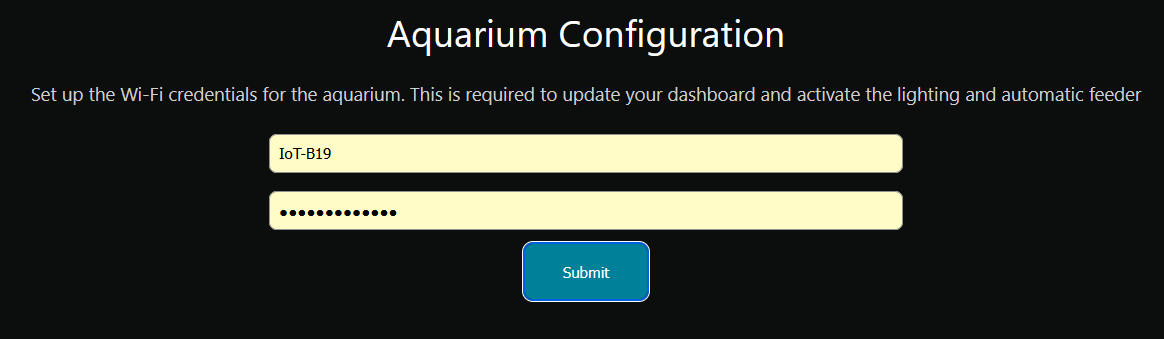 Aquarium Configuration
Set up the Wi-Fi credentials for the aquarium. This is required to update your dashboard and activate the lighting and automatic feeder
IoT-B19
•••••••••••••
Submit